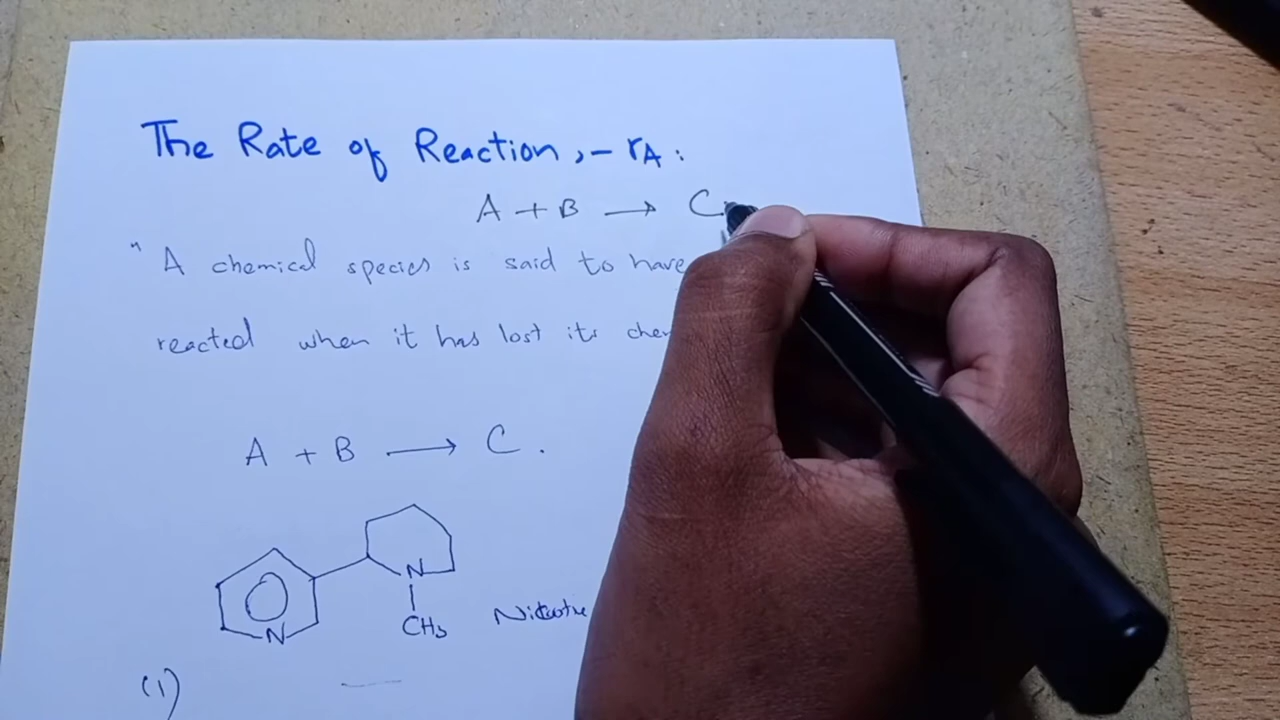 The Rate of Reaction, -rA:
A + B → C
" A chemical species is said to have
reacted when it has lost its
A + B → C .
N
N
CH3
(1)